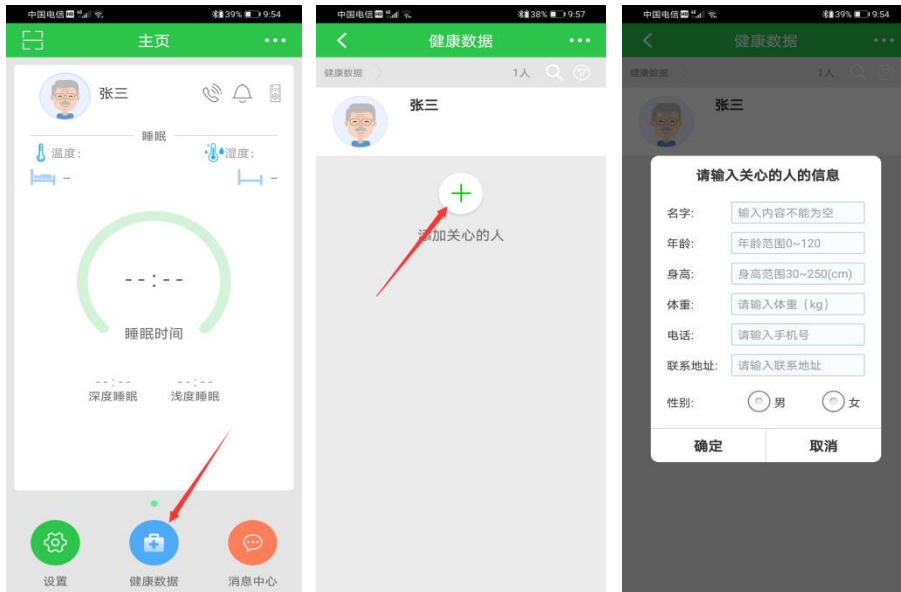 中国电信 39% 9:54
主页
张三
睡眠
温度:
湿度:
-
-
--:--
睡眠时间
--:-- --:--
深度睡眠 浅度睡眠
设置 健康数据 消息中心
中国电信 38% 9:57
健康数据
健康数据 1人
张三
添加关心的人
中国电信 39% 9:54
健康数据
健康数据 1人
张三
请输入关心的人的信息
名字: 输入内容不能为空
年龄: 年龄范围0~120
身高: 身高范围30~250(cm)
体重: 请输入体重（kg）
电话: 请输入手机号
联系地址: 请输入联系地址
性别: 男 女
确定 取消